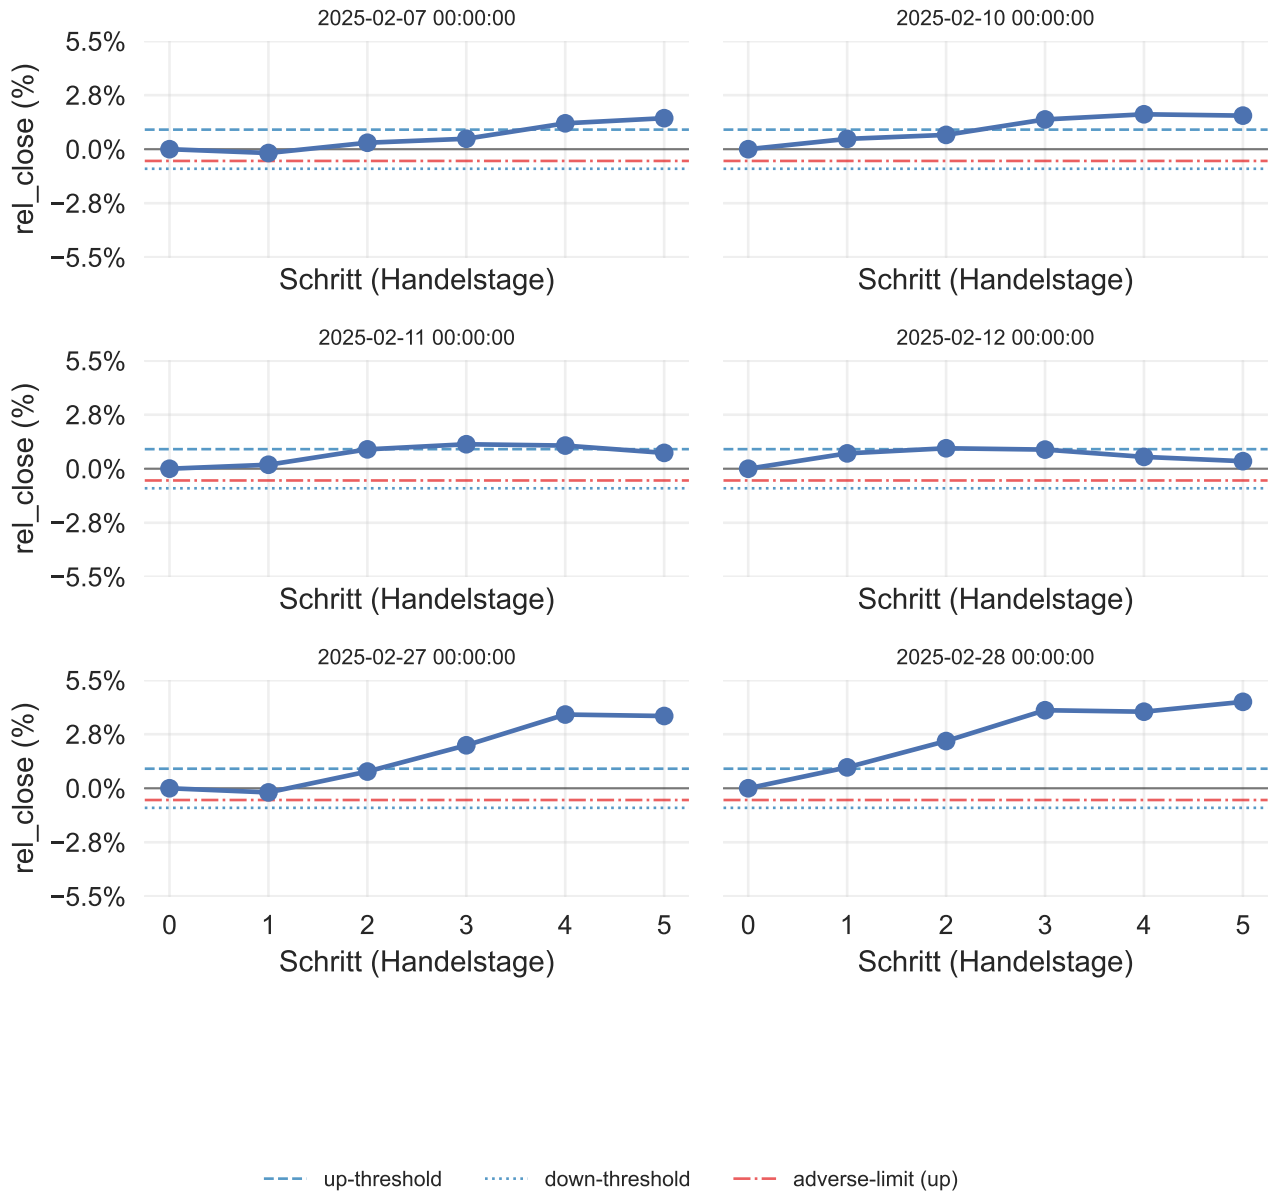 2025-02-07 00:00:00
2025-02-10 00:00:00
5.5%
2.8%
0.0%
−2.8%
−5.5%
rel_close (%)
Schritt (Handelstage)
Schritt (Handelstage)
2025-02-11 00:00:00
2025-02-12 00:00:00
5.5%
2.8%
0.0%
−2.8%
−5.5%
rel_close (%)
Schritt (Handelstage)
Schritt (Handelstage)
2025-02-27 00:00:00
2025-02-28 00:00:00
5.5%
2.8%
0.0%
−2.8%
−5.5%
rel_close (%)
0 1 2 3 4 5
0 1 2 3 4 5
Schritt (Handelstage)
Schritt (Handelstage)
up-threshold
down-threshold
adverse-limit (up)